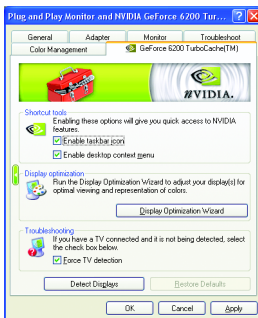 Plug and Play Monitor and NVIDIA GeForce 6200 Tur...
General
Adapter
Monitor
Troubleshoot
Color Management
GeForce 6200 TurboCache(TM)
NVIDIA.
Shortcut tools
Enabling these options will give you quick access to NVIDIA
features.
Enable taskbar icon
Enable desktop context menu
Display optimization
Run the Display Optimization Wizard to adjust your display(s) for
optimal viewing and representation of colors.
Display Optimization Wizard
Troubleshooting
If you have a TV connected and it is not being detected, select
the check box below.
Force TV detection
Detect Displays
Restore Defaults
OK
Cancel
Apply